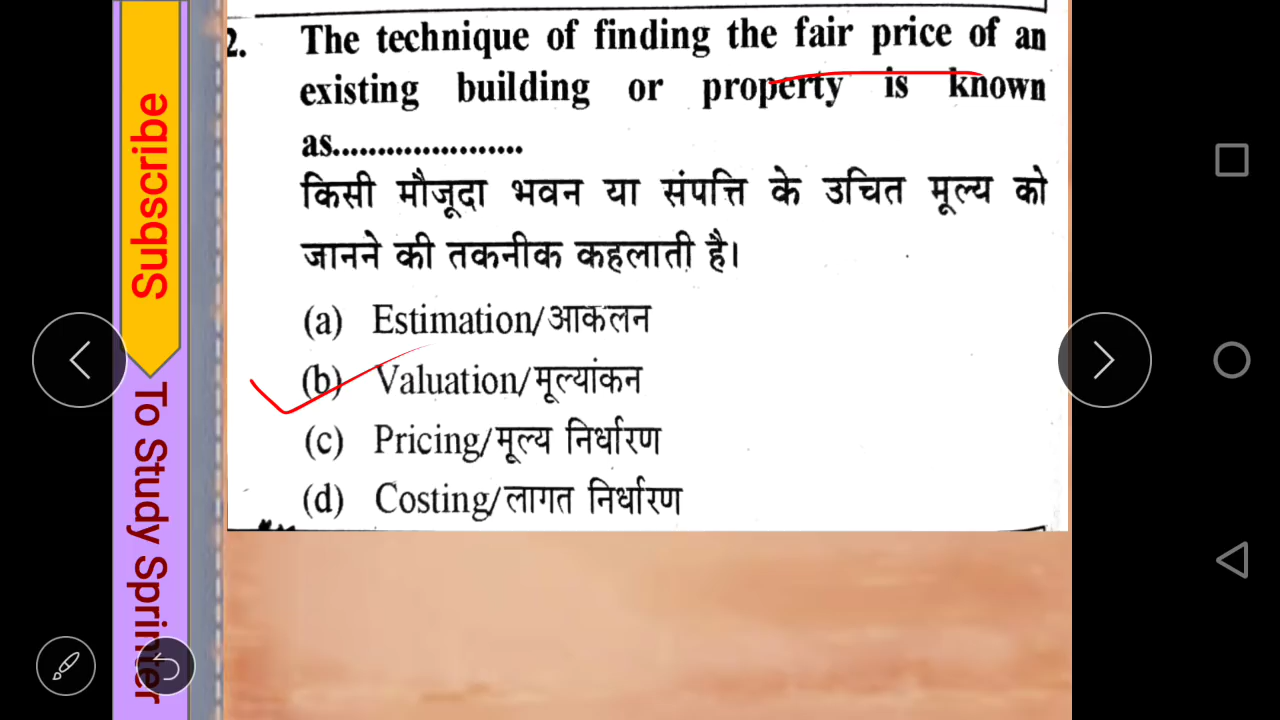 2. The technique of finding the fair price of an
existing building or property is known
as.....................
किसी मौजूदा भवन या संपत्ति के उचित मूल्य को
जानने की तकनीक कहलाती है।
(a) Estimation/आकलन
(b) Valuation/मूल्यांकन
(c) Pricing/मूल्य निर्धारण
(d) Costing/लागत निर्धारण
Subscribe
To Study Sprinter